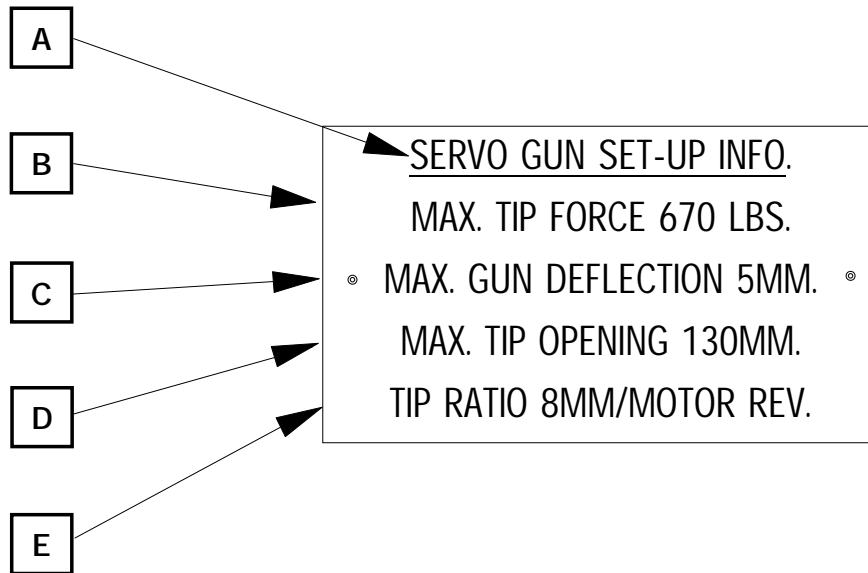 A
SERVO GUN SET-UP INFO.
B
MAX. TIP FORCE 670 LBS.
C
MAX. GUN DEFLECTION 5MM.
D
MAX. TIP OPENING 130MM.
E
TIP RATIO 8MM/MOTOR REV.